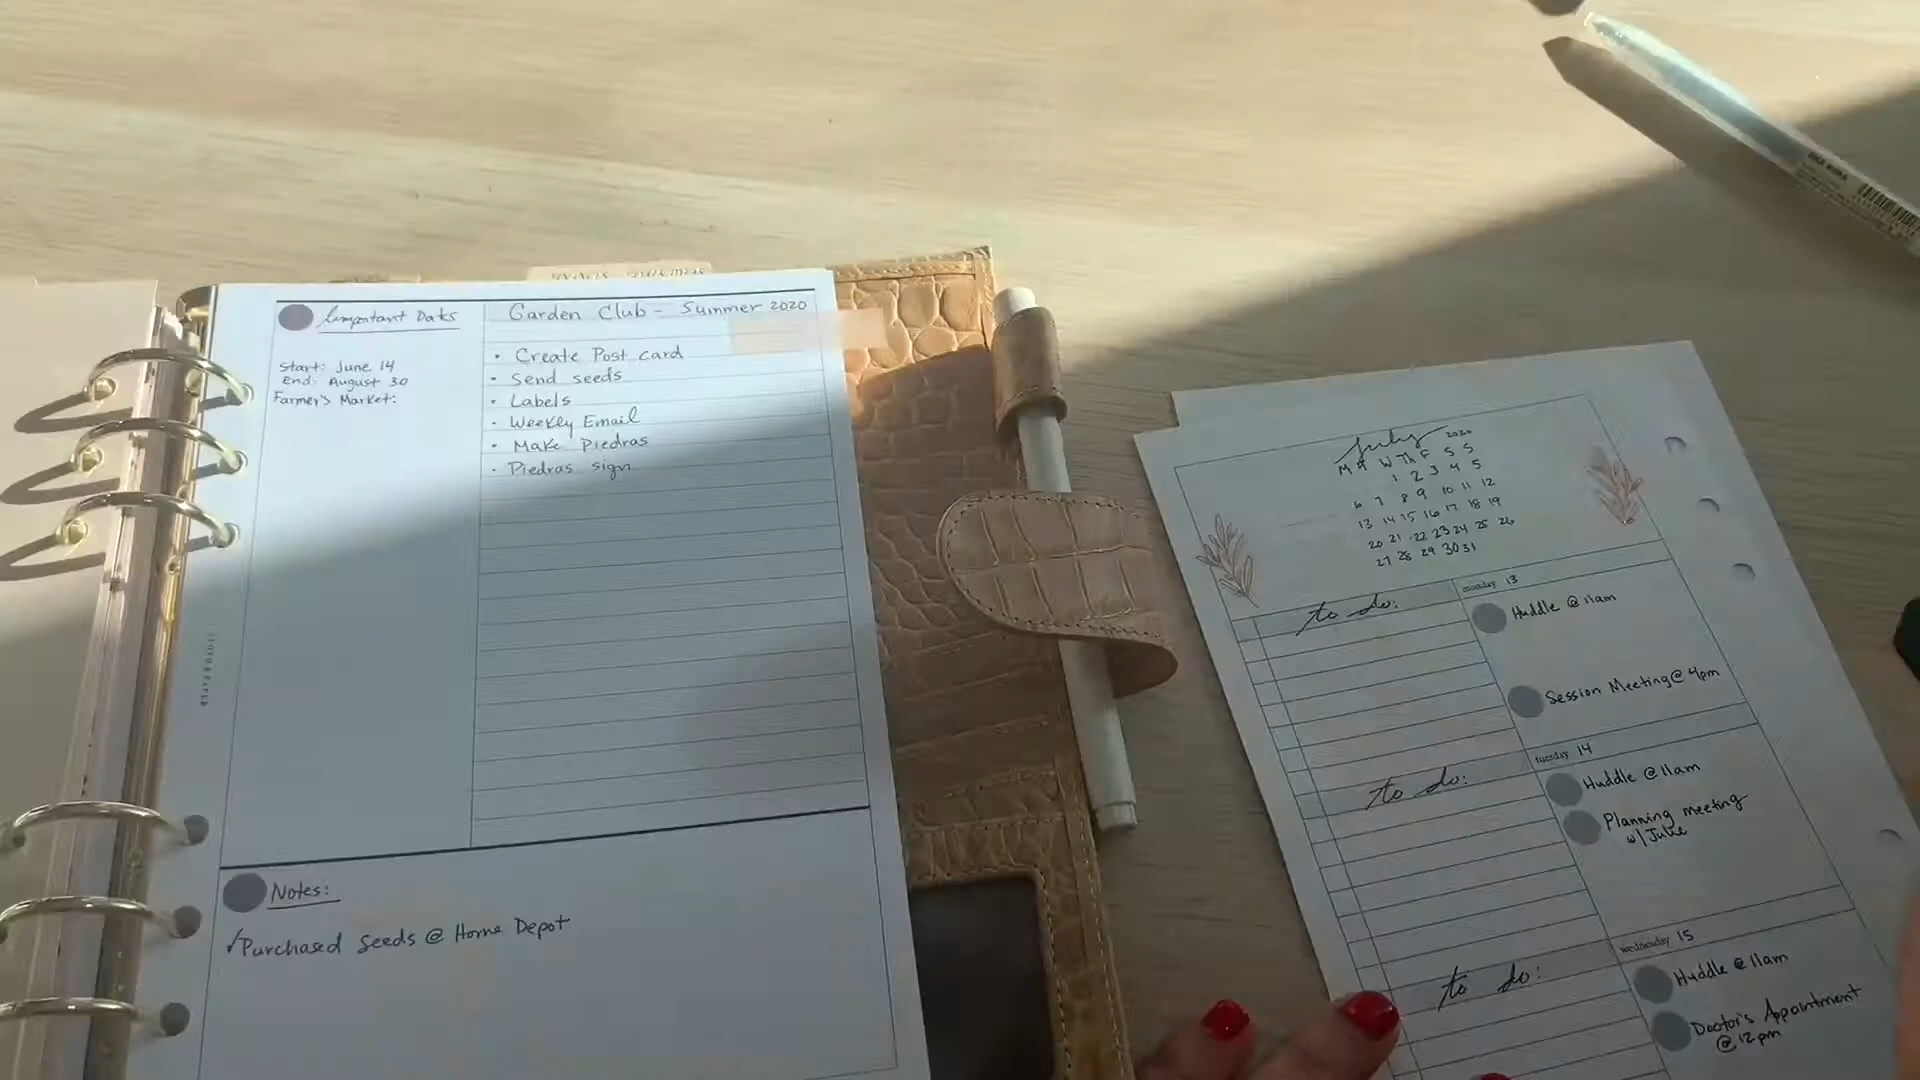 Important Dates
Start: June 14
End: August 30
Farmer's Market:
Garden Club - Summer 2020
• Create Post card
• Send seeds
• Labels
• Weekly Email
• Make Piedras
• Piedras sign
Notes:
✓Purchased Seeds @ Home Depot
July 2020
M T W Th F S S
1 2 3 4 5
6 7 8 9 10 11 12
13 14 15 16 17 18 19
20 21 22 23 24 25 26
27 28 29 30 31
to do:
monday 13
Huddle @ 11am
Session Meeting @ 4pm
to do:
tuesday 14
Huddle @ 11am
Planning meeting
w/ Julie
to do:
wednesday 15
Huddle @ 11am
Doctor's Appointment
@ 12pm